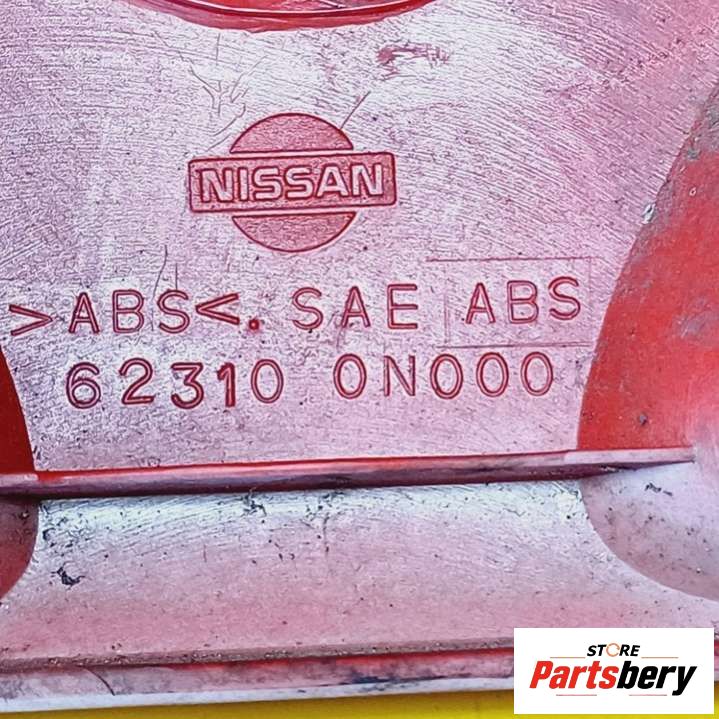 NISSAN
>ABS<. SAE ABS
62310 0N000
STORE
Partsbery